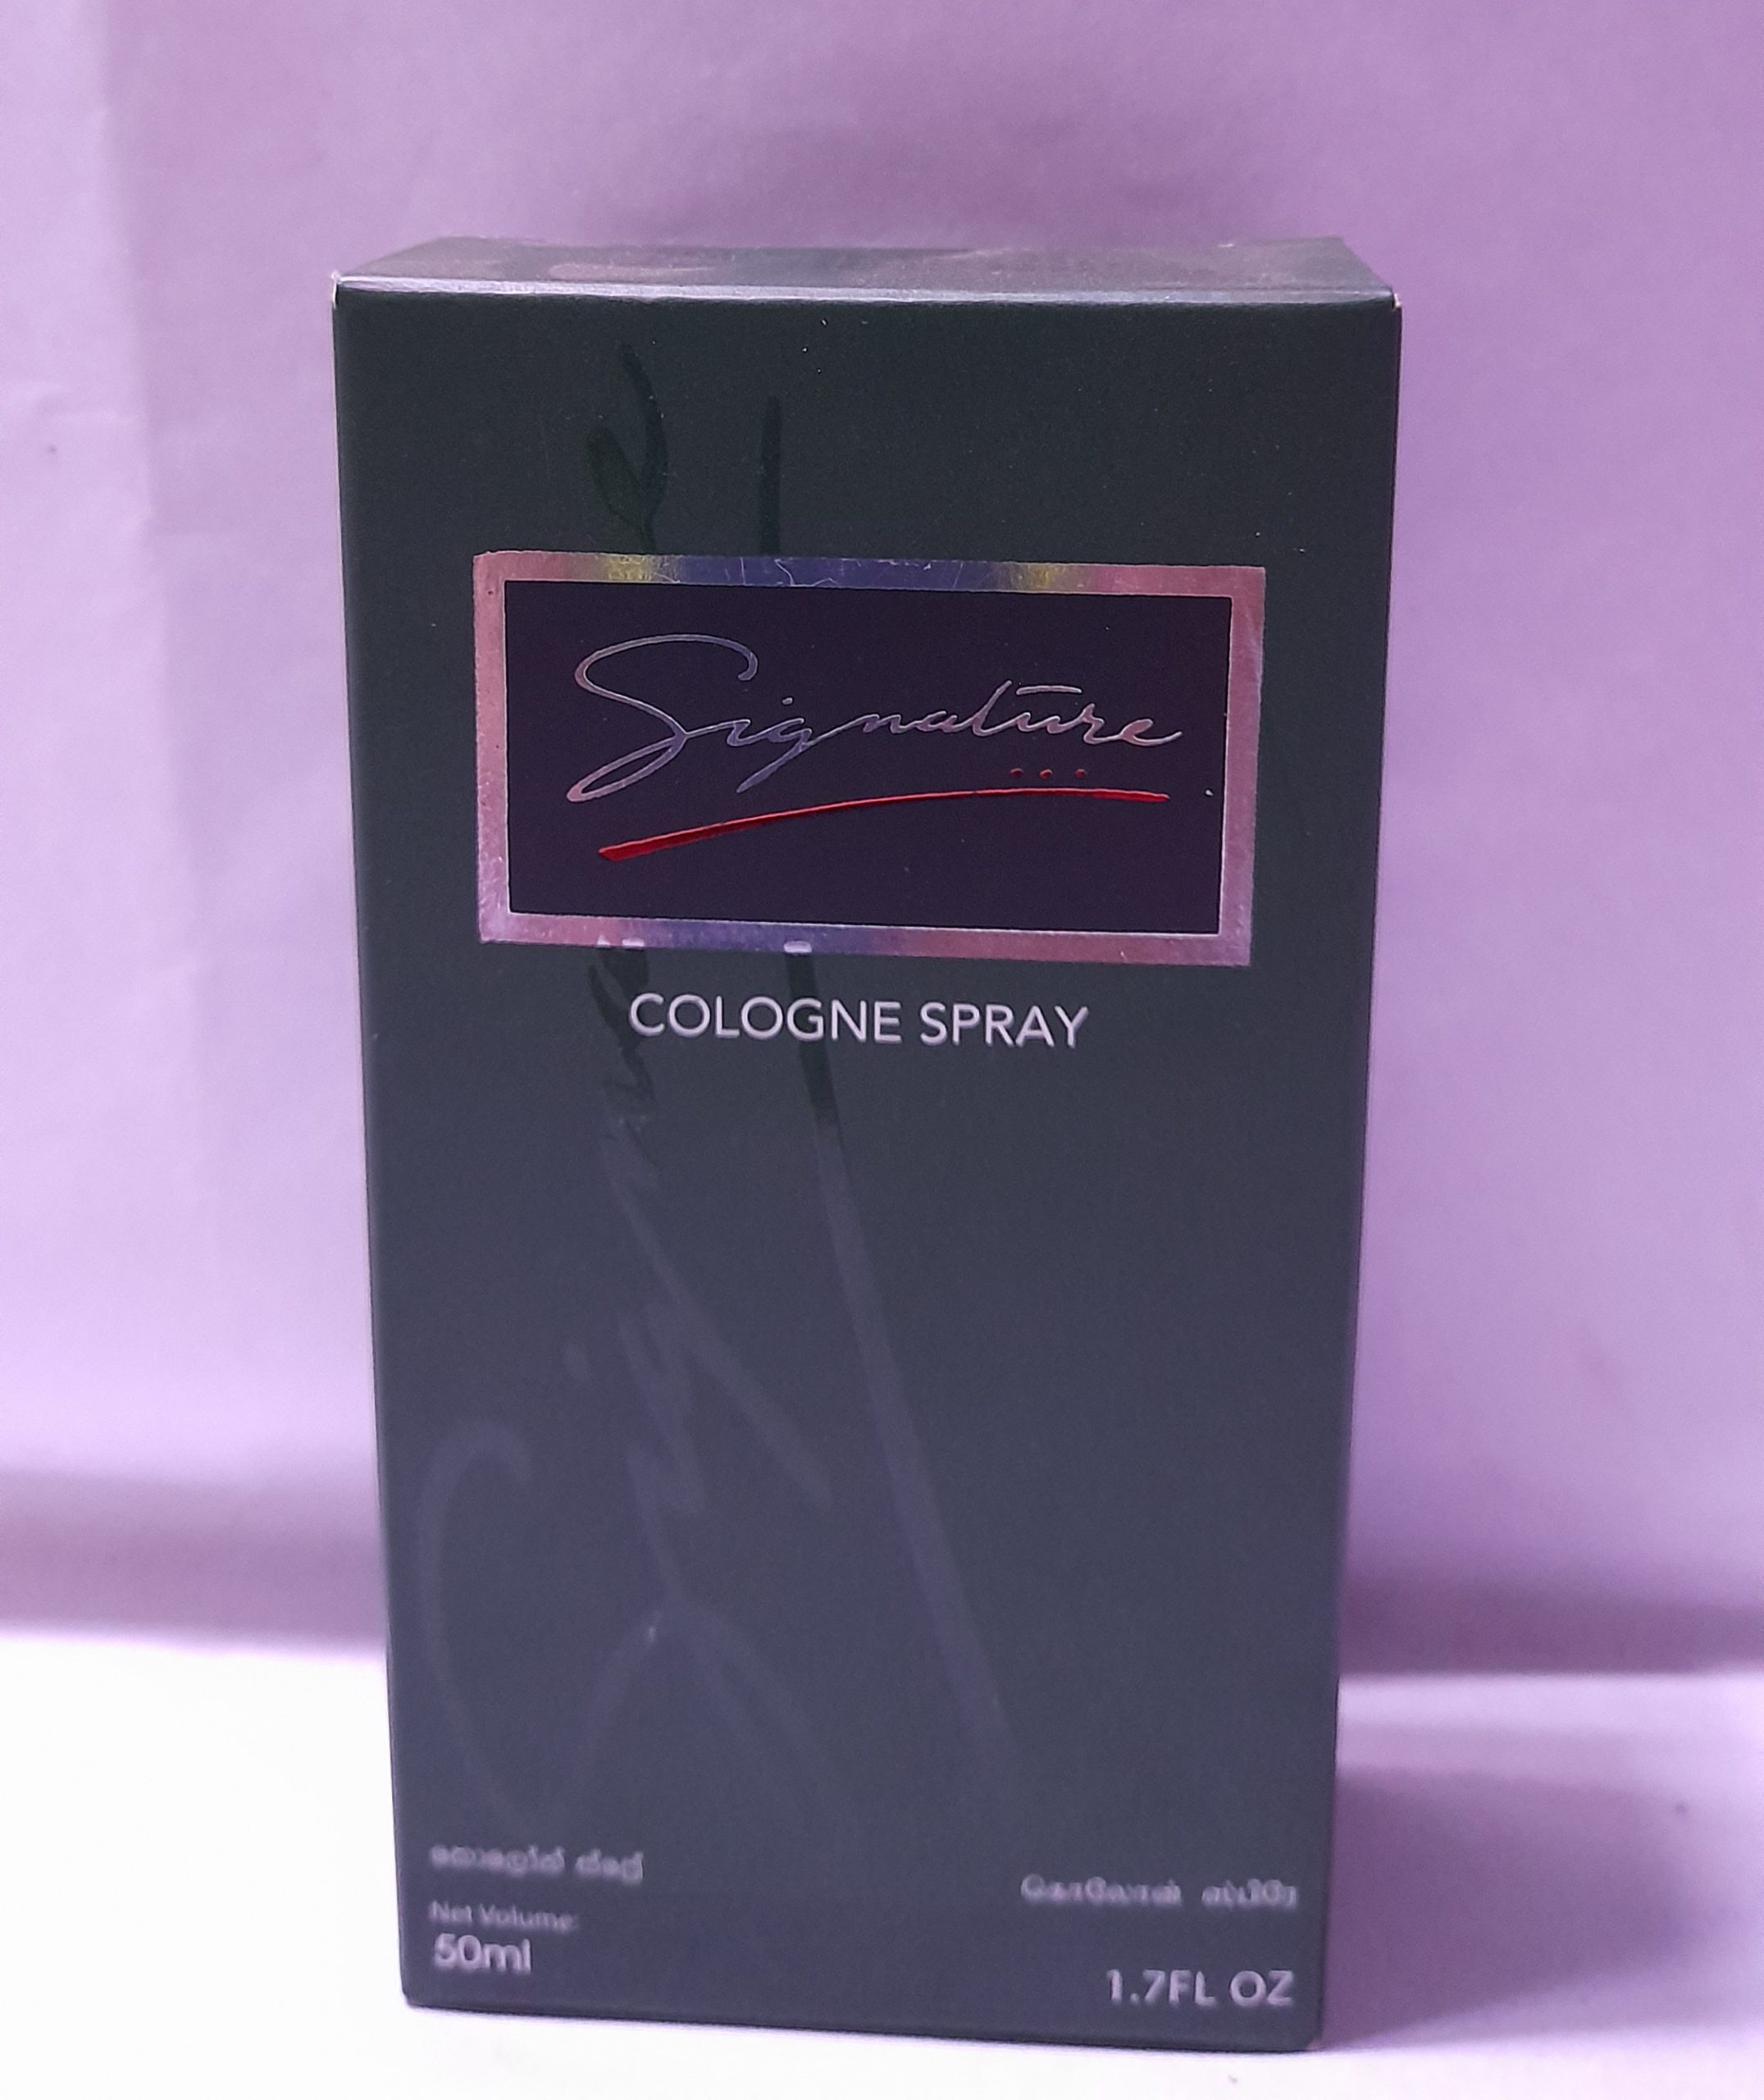 Signature
COLOGNE SPRAY
කොලෝන් ස්ප්‍රේ
கொலோன் ஸ்பிரே
Net Volume:
50ml
1.7FL OZ